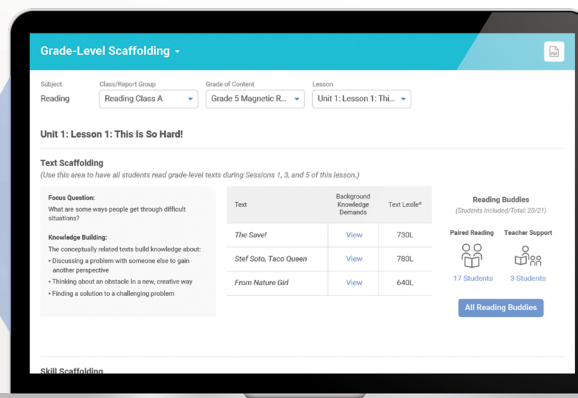 Grade-Level Scaffolding
Subject
Class/Report Group
Grade of Content
Lesson
Reading
Reading Class A
Grade 5 Magnetic R...
Unit 1: Lesson 1: Thi...
Unit 1: Lesson 1: This Is So Hard!
Text Scaffolding
(Use this area to have all students read grade-level texts during Sessions 1, 3, and 5 of this lesson.)
Focus Question:
What are some ways people get through difficult
situations?
Knowledge Building:
The conceptually related texts build knowledge about:
• Discussing a problem with someone else to gain
another perspective
• Thinking about an obstacle in a new, creative way
• Finding a solution to a challenging problem
Text
Background
Knowledge
Demands
Text Lexile®
The Save!
View
730L
Stef Soto, Taco Queen
View
780L
From Nature Girl
View
640L
Reading Buddies
(Students Included/Total: 20/21)
Paired Reading
Teacher Support
17 Students
3 Students
All Reading Buddies
Skill Scaffolding